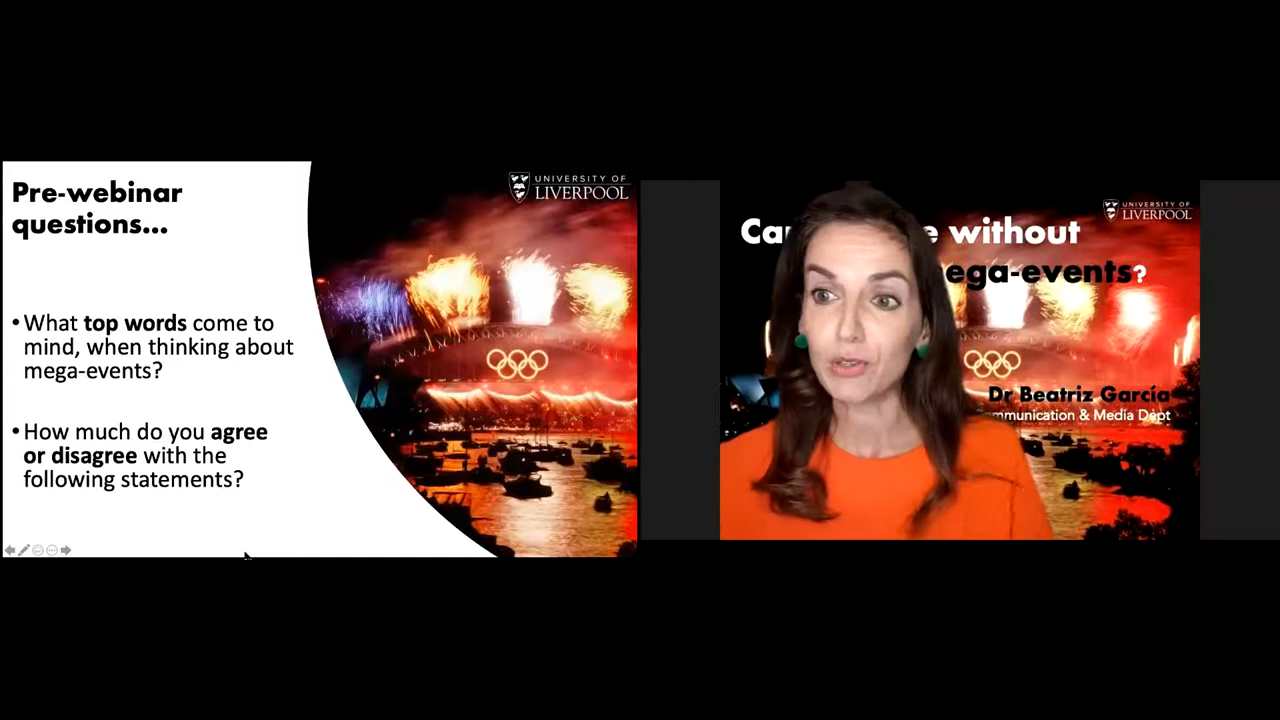 Pre-webinar
questions...
• What top words come to
mind, when thinking about
mega-events?
• How much do you agree
or disagree with the
following statements?
UNIVERSITY OF
LIVERPOOL
UNIVERSITY OF
LIVERPOOL
without
ega-events?
Dr Beatriz García
ommunication & Media Dept